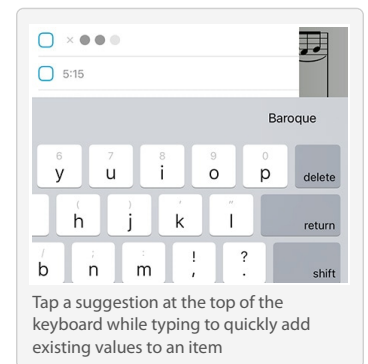 ×
5:15
Baroque
6 7 8 9 0
y u i o p delete
( ) ' "
h j k l return
/ ; : ! ?
b n m , . shift
Tap a suggestion at the top of the
keyboard while typing to quickly add
existing values to an item